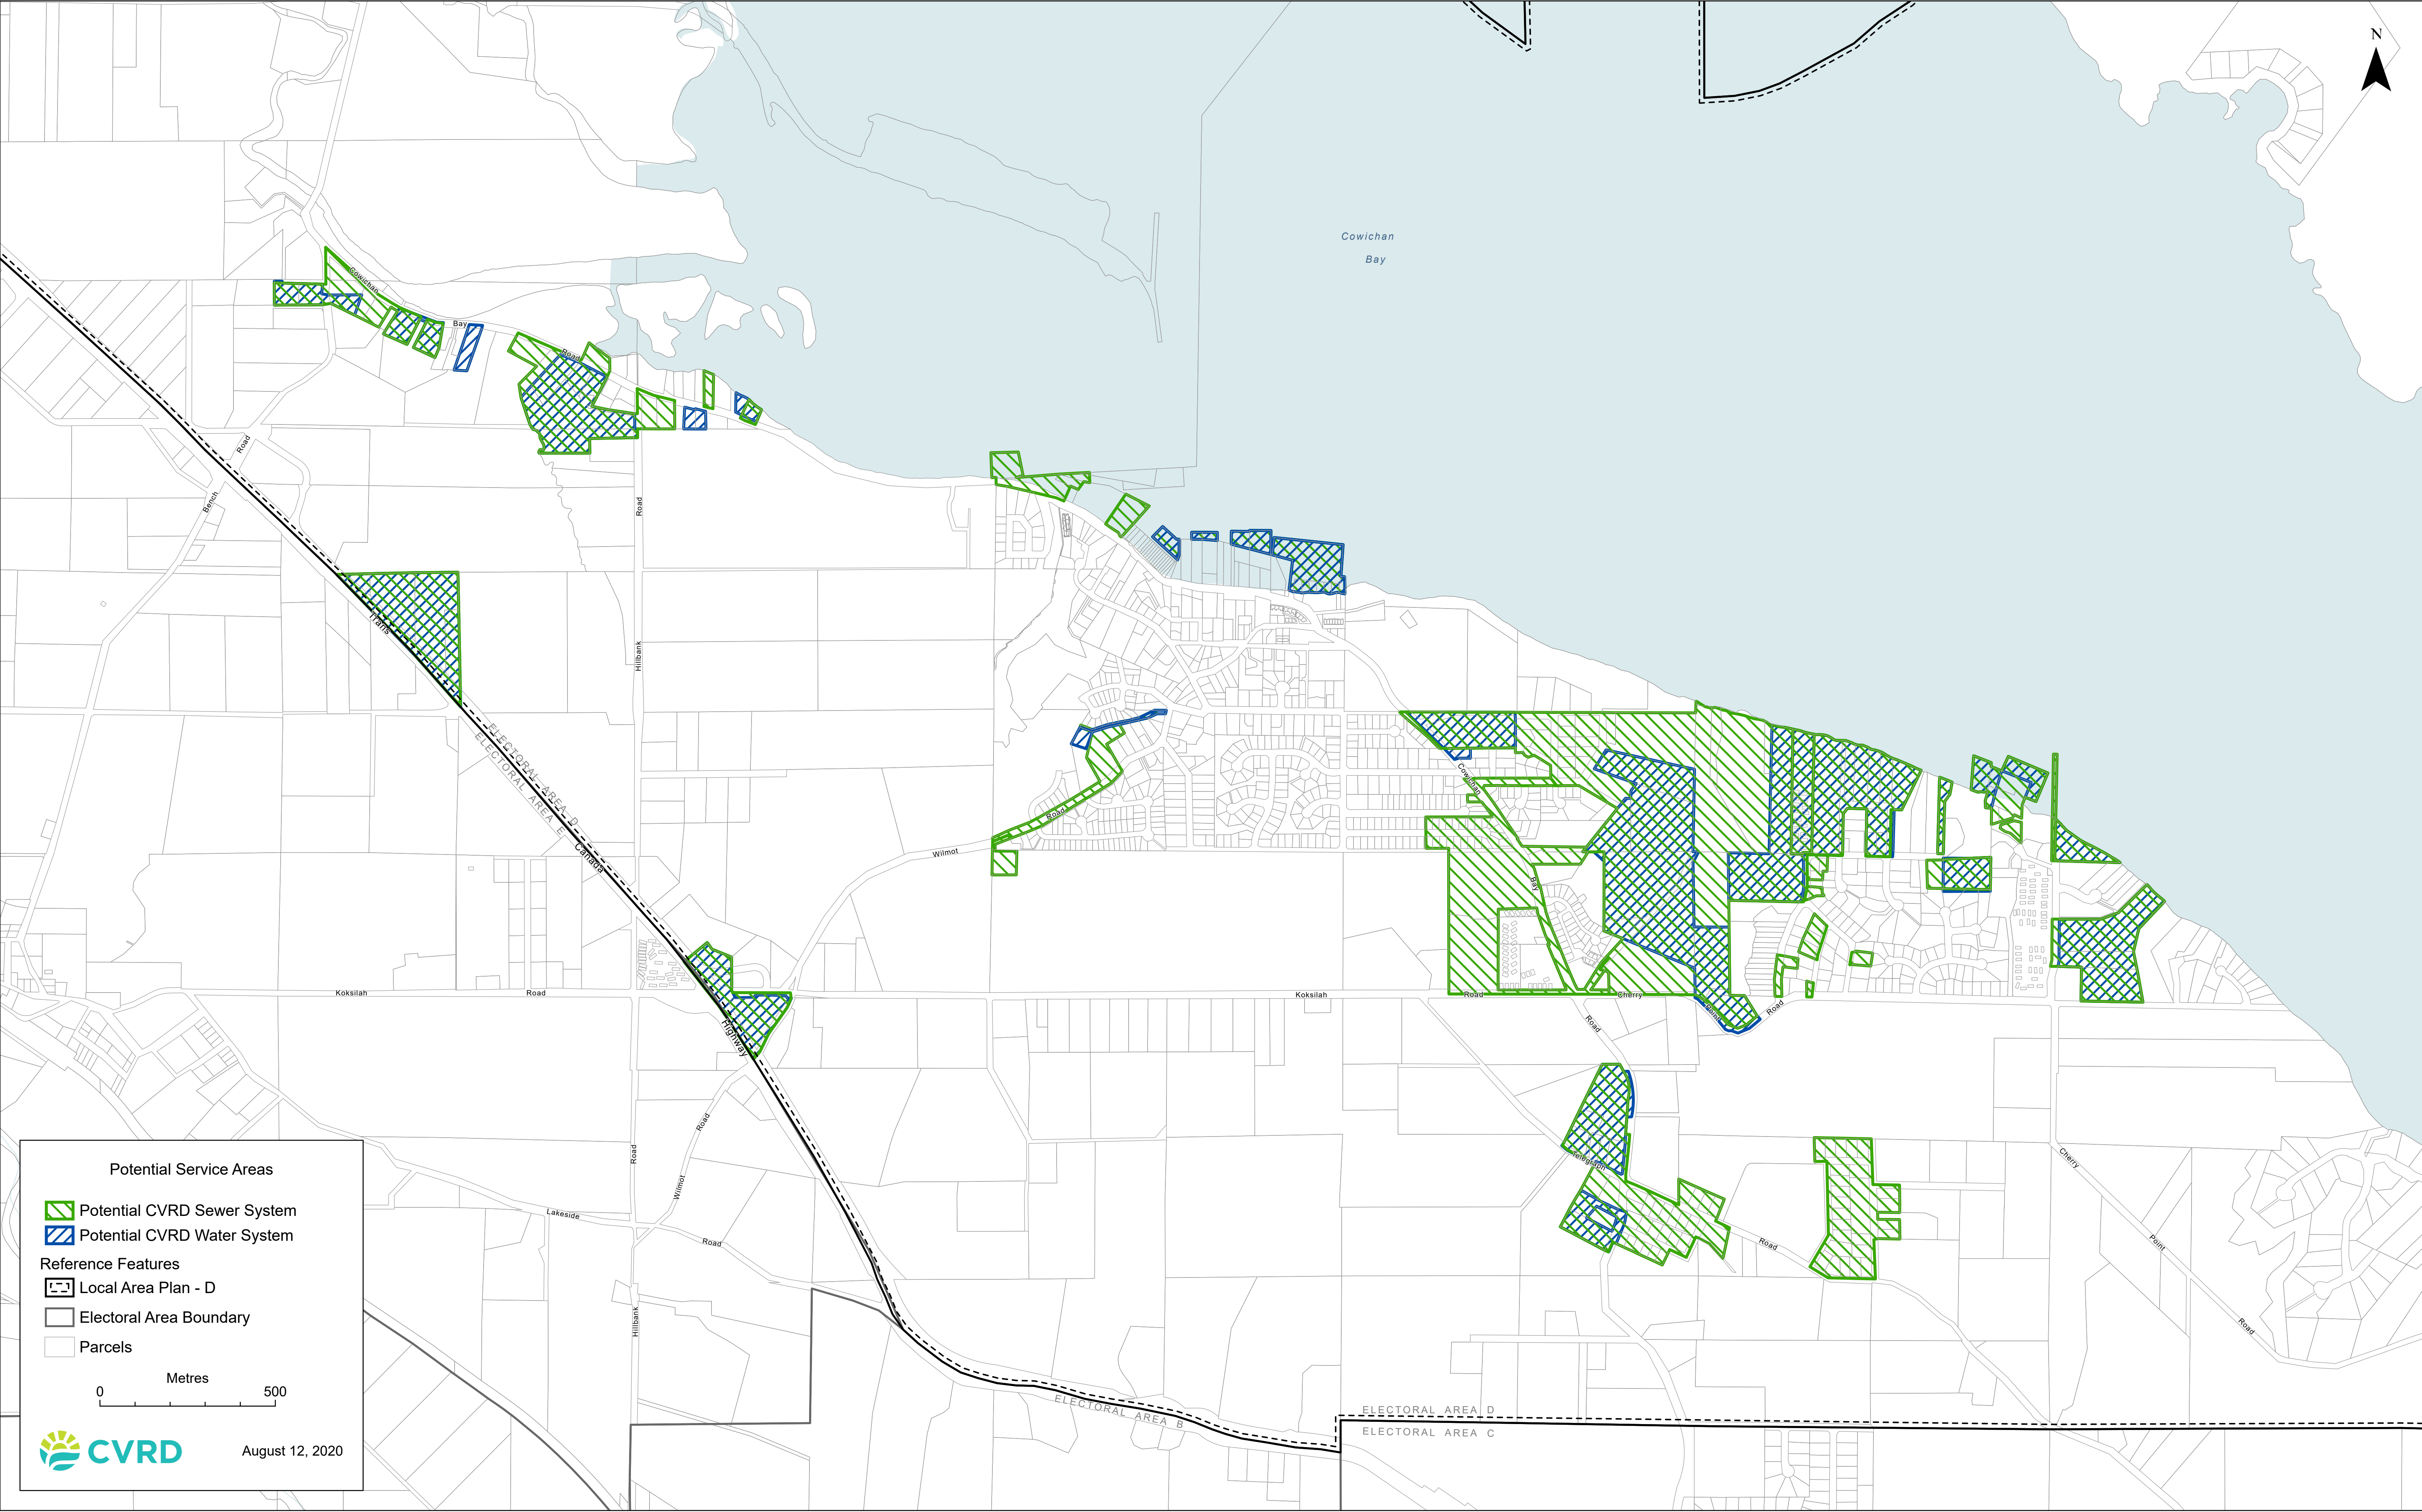 N
Cowichan
Bay
Cowichan
Bay
Road
Road
Bench
Road
Hillbank
Trans
ELECTORAL AREA D
ELECTORAL AREA E
Canada
Highway
Wilmot
Road
Cowichan
Bay
Koksilah
Road
Koksilah
Road
Cherry
Point
Road
Road
Telegraph
Road
Cherry
Point
Road
Road
Wilmot
Road
Lakeside
Road
Hillbank
ELECTORAL AREA B
ELECTORAL AREA D
ELECTORAL AREA C
Potential Service Areas
Potential CVRD Sewer System
Potential CVRD Water System
Reference Features
Local Area Plan - D
Electoral Area Boundary
Parcels
Metres
0 500
CVRD
August 12, 2020